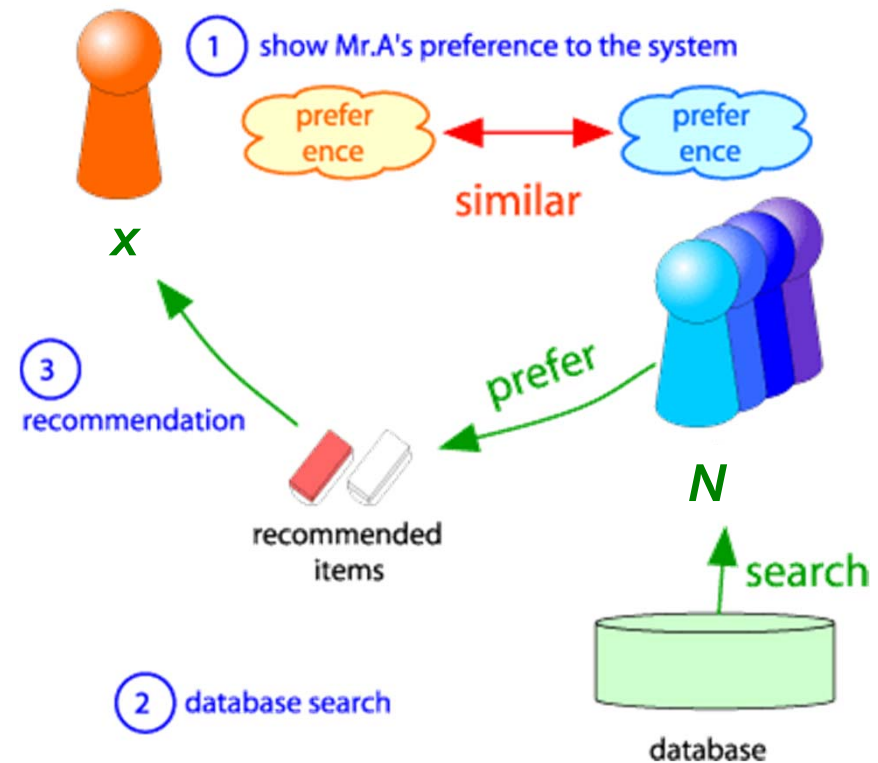 1 show Mr.A's preference to the system
prefer
ence
prefer
ence
similar
x
3
recommendation
prefer
N
recommended
items
search
2 database search
database